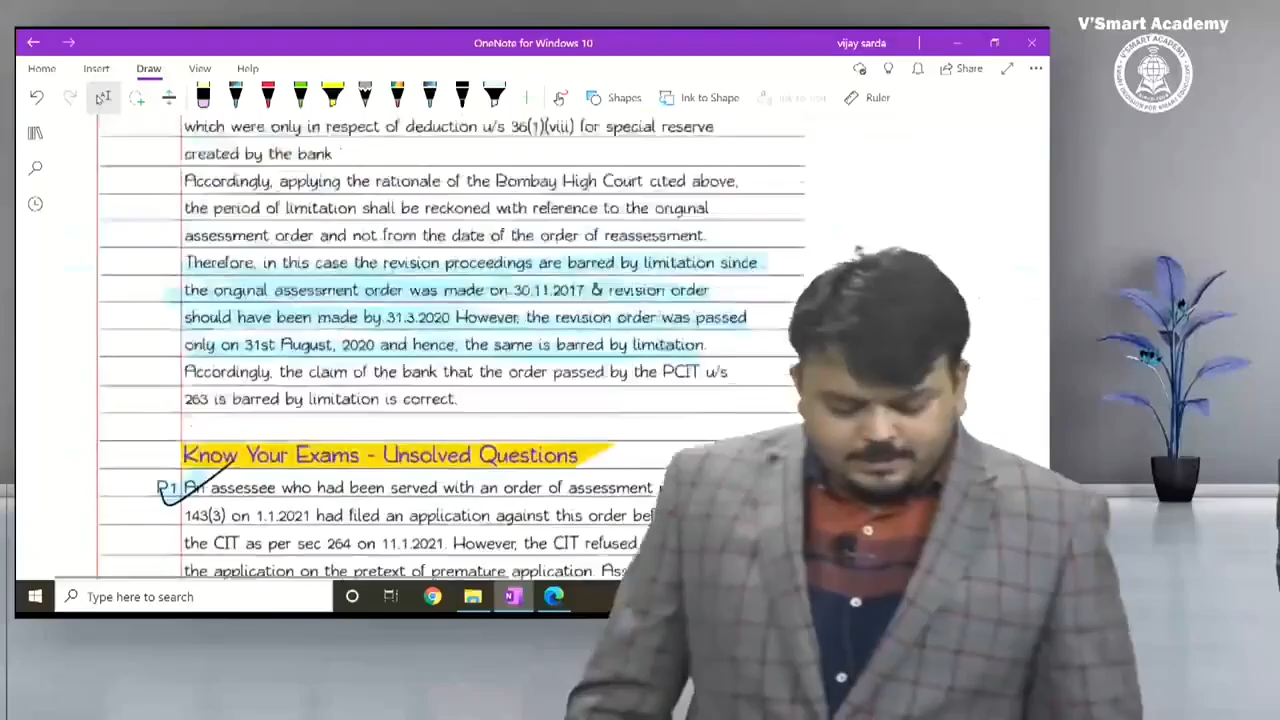 V'Smart Academy
OneNote for Windows 10
vijay sarda
Home
Insert
Draw
View
Help
Share
Shapes
Ink to Shape
Ruler
which were only in respect of deduction u/s 36(1)(viii) for special reserve
created by the bank
Accordingly, applying the rationale of the Bombay High Court cited above,
the period of limitation shall be reckoned with reference to the original
assessment order and not from the date of the order of reassessment.
Therefore, in this case the revision proceedings are barred by limitation since
the original assessment order was made on 30.11.2017 & revision order
should have been made by 31.3.2020 However, the revision order was passed
only on 31st August, 2020 and hence, the same is barred by limitation.
Accordingly, the claim of the bank that the order passed by the PCIT u/s
263 is barred by limitation is correct.
Know Your Exams - Unsolved Questions
P1 An assessee who had been served with an order of assessment
143(3) on 1.1.2021 had filed an application against this order
the CIT as per sec 264 on 11.1.2021. However, the CIT refused
the application on the pretext of premature application.
Type here to search